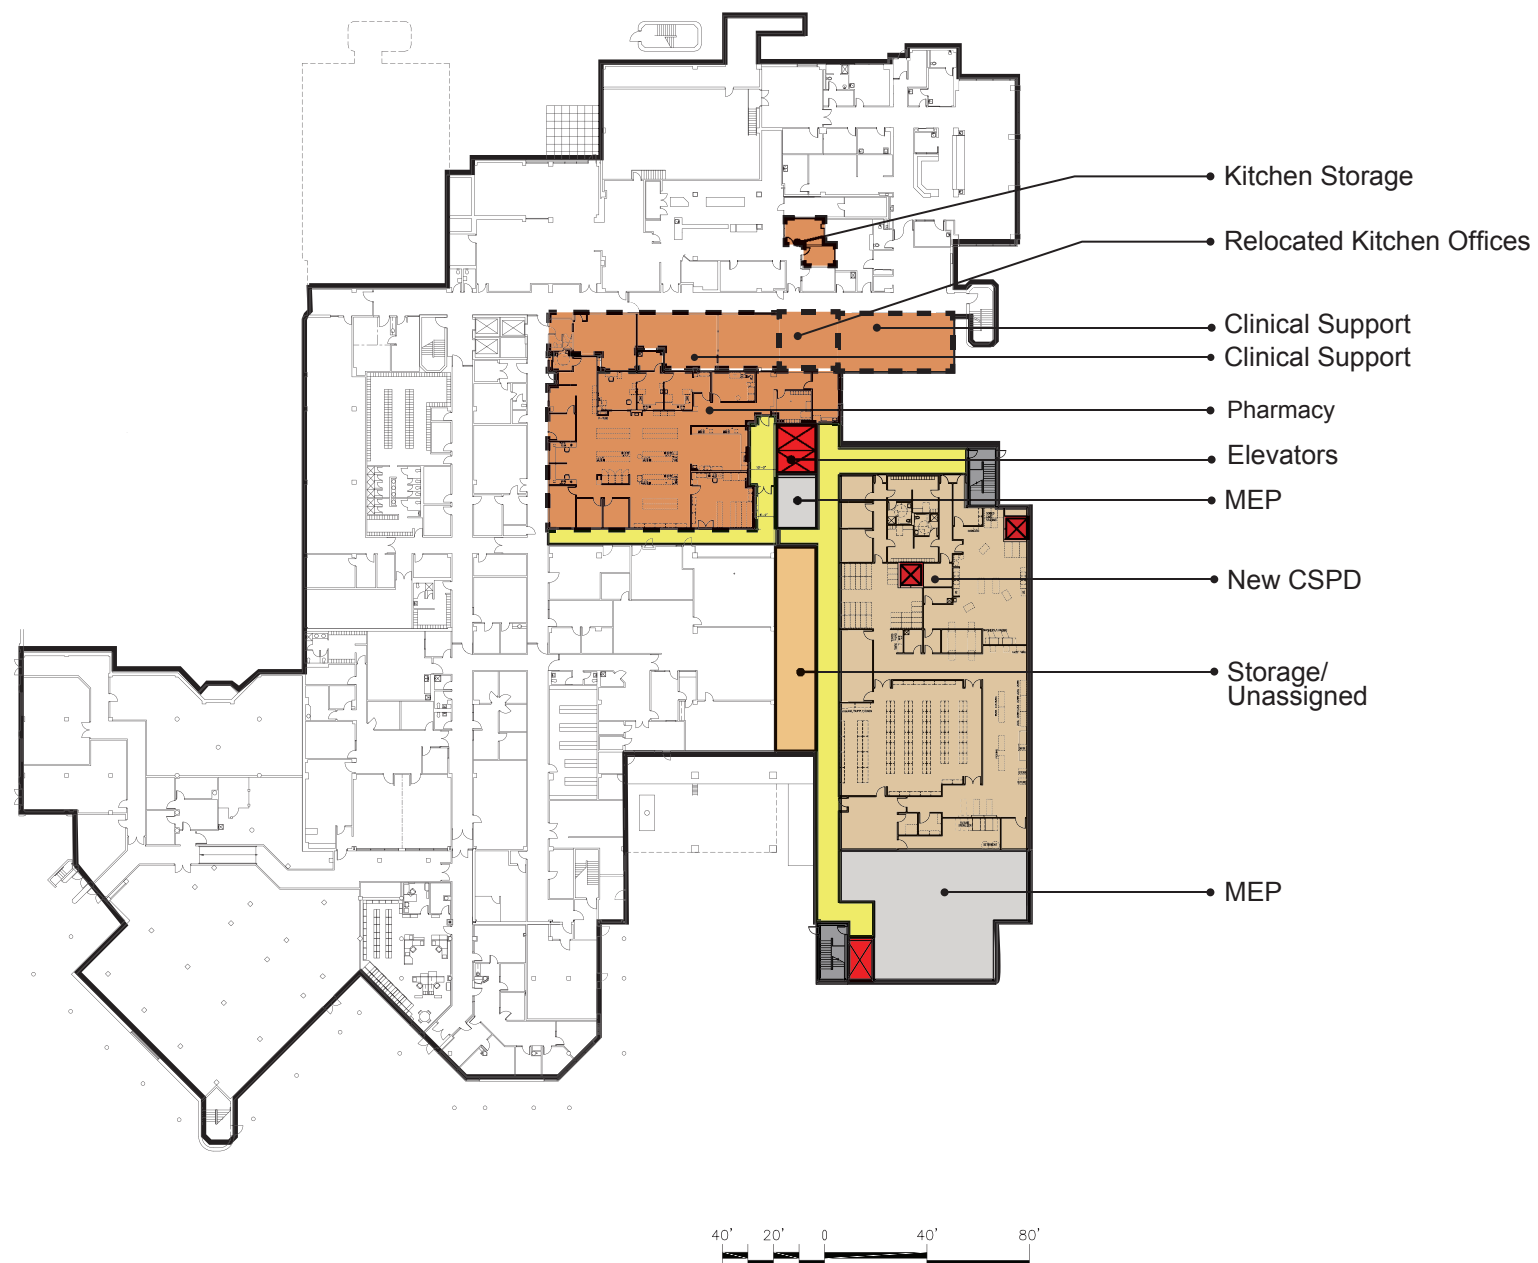 Kitchen Storage
Relocated Kitchen Offices
Clinical Support
Clinical Support
Pharmacy
Elevators
MEP
New CSPD
Storage/
Unassigned
MEP
40' 20' 0 40' 80'